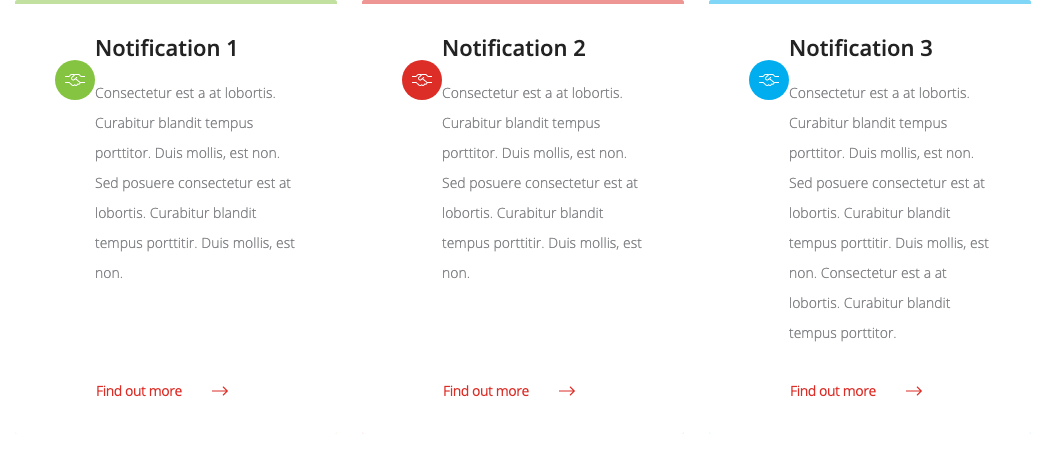 Notification 1
Consectetur est a at lobortis.
Curabitur blandit tempus
porttitor. Duis mollis, est non.
Sed posuere consectetur est at
lobortis. Curabitur blandit
tempus porttitir. Duis mollis, est
non.
Find out more
Notification 2
Consectetur est a at lobortis.
Curabitur blandit tempus
porttitor. Duis mollis, est non.
Sed posuere consectetur est at
lobortis. Curabitur blandit
tempus porttitir. Duis mollis, est
non.
Find out more
Notification 3
Consectetur est a at lobortis.
Curabitur blandit tempus
porttitor. Duis mollis, est non.
Sed posuere consectetur est at
lobortis. Curabitur blandit
tempus porttitir. Duis mollis, est
non. Consectetur est a at
lobortis. Curabitur blandit
tempus porttitor.
Find out more